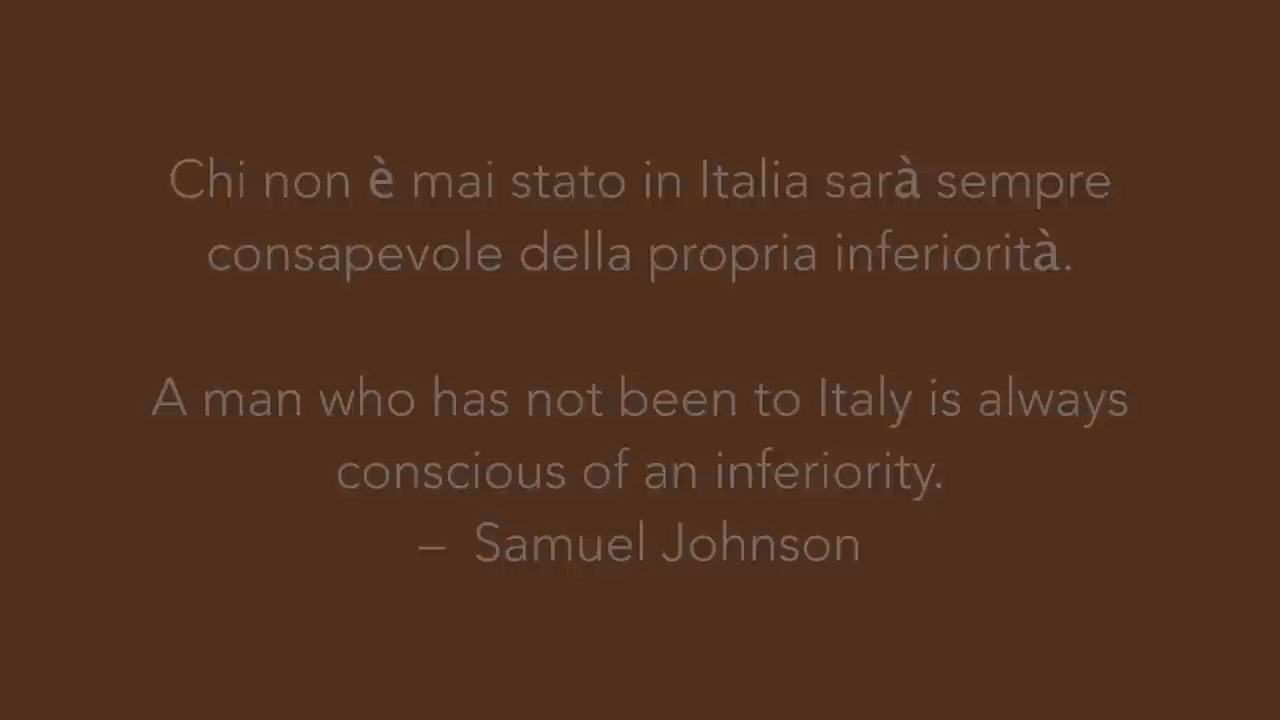 Chi non è mai stato in Italia sarà sempre
consapevole della propria inferiorità.
A man who has not been to Italy is always
conscious of an inferiority.
– Samuel Johnson